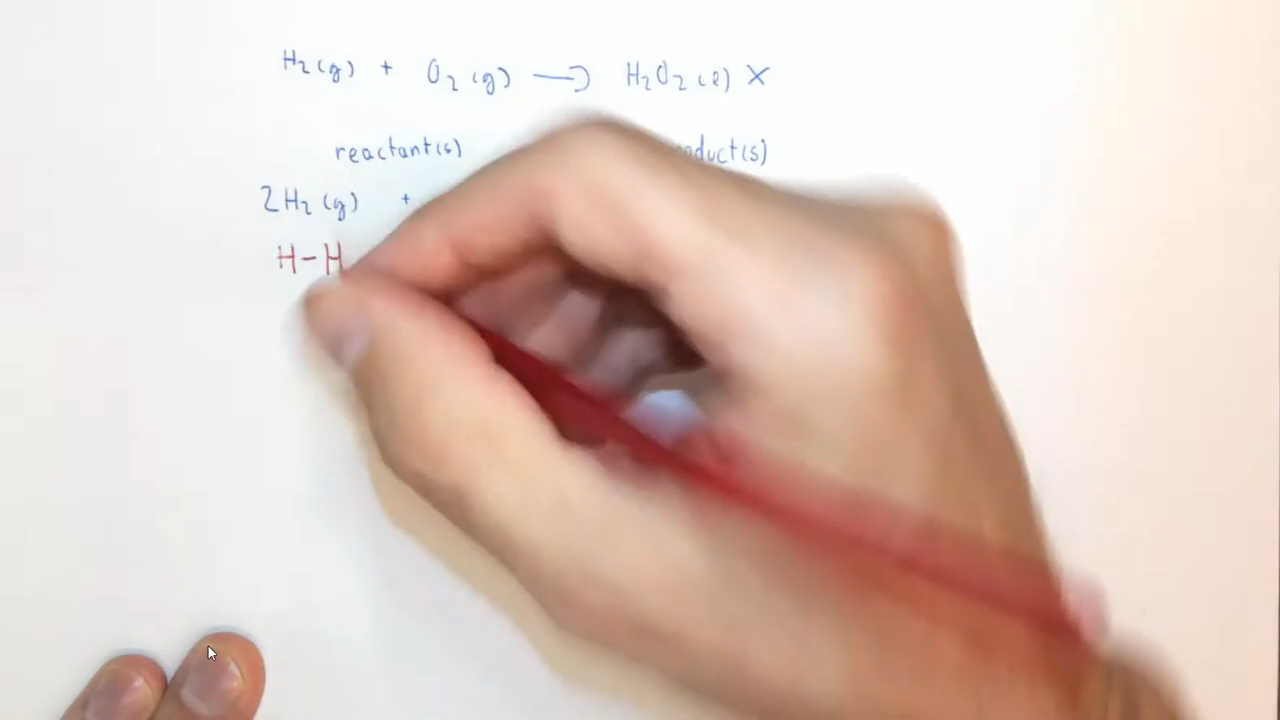 H₂(g) + O₂(g) → H₂O₂(l) X
reactant(s)
2H₂(g) +
H-H